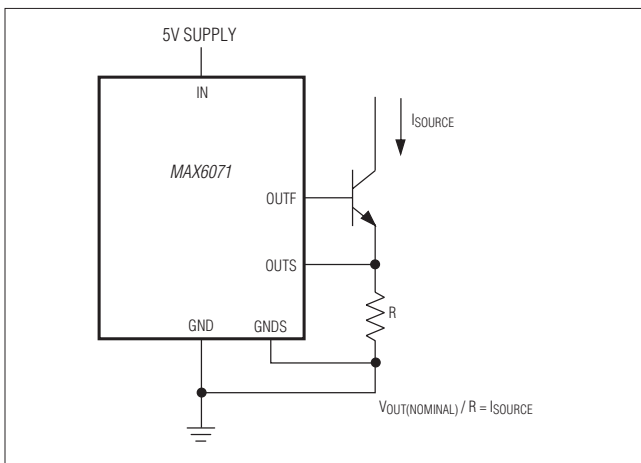 5V SUPPLY
IN
ISOURCE
MAX6071
OUTF
OUTS
R
GND
GNDS
VOUT(NOMINAL) / R = ISOURCE